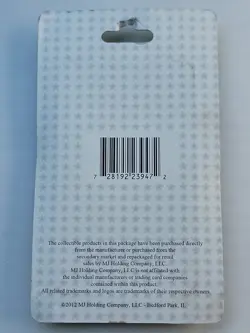 7 28192 23947 2
The collectible products in this package have been purchased directly
from the manufacturer or purchased from the
secondary market and repackaged for retail
sales by MJ Holding Company, LLC.
MJ Holding Company, LLC is not affiliated with
the individual manufacturers or trading card companies
contained within this product.
All related trademarks and logos are trademarks of their respective owners.
©2012 MJ Holding Company, LLC - Bedford Park, IL